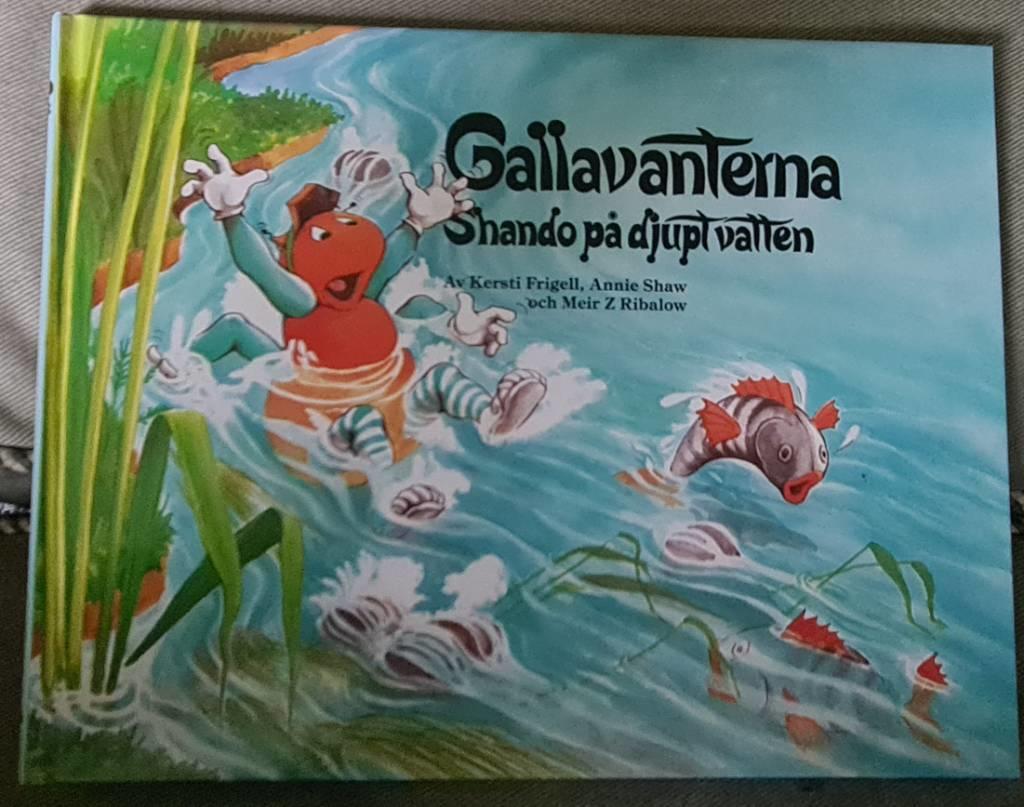 Gallavanterna
Shando på djupt vatten
Av Kersti Frigell, Annie Shaw
och Meir Z Ribalow